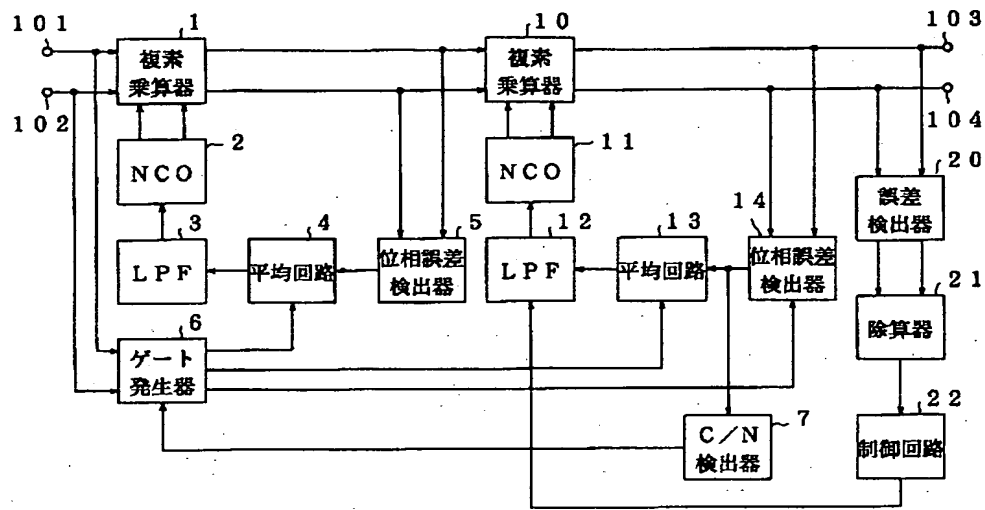 101
1
10
103
複素
乗算器
複素
乗算器
102
104
2
11
20
NCO
NCO
誤差
検出器
3
4
5
12
13
14
LPF
平均回路
位相誤差
検出器
LPF
平均回路
位相誤差
検出器
21
除算器
6
ゲート
発生器
22
7
C/N
検出器
制御回路